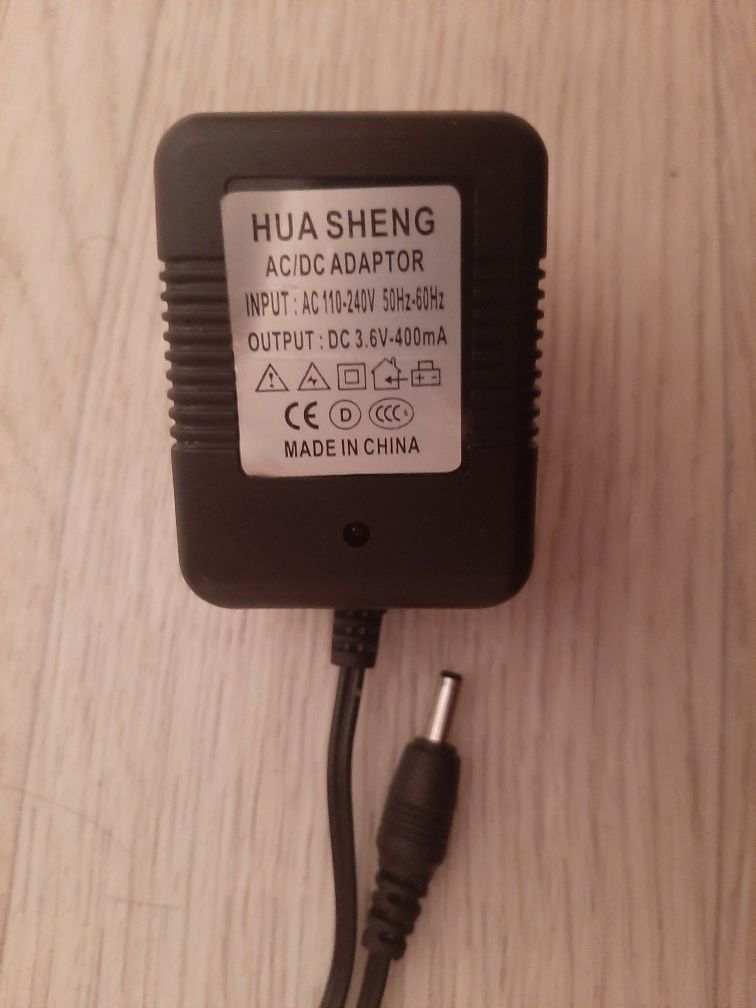 HUA SHENG
AC/DC ADAPTOR
INPUT : AC 110-240V 50Hz-60Hz
OUTPUT : DC 3.6V-400mA
CE D CCC S
MADE IN CHINA